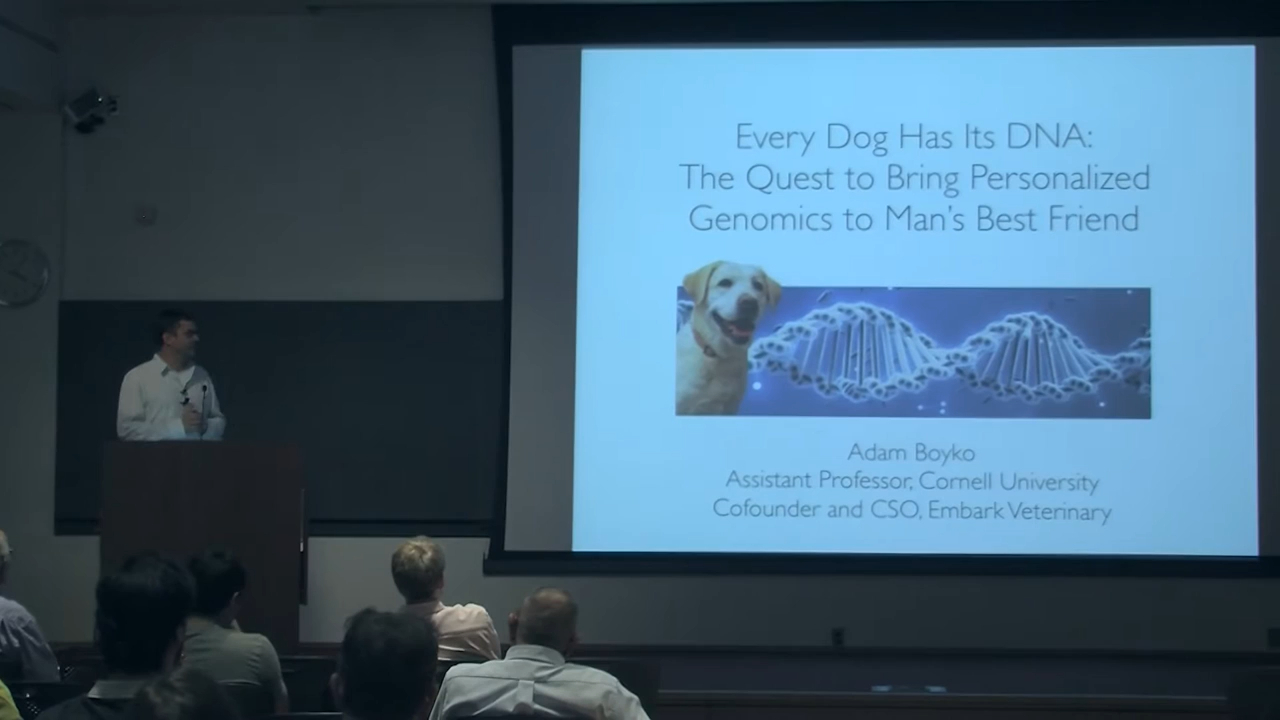 Every Dog Has Its DNA:
The Quest to Bring Personalized
Genomics to Man's Best Friend
Adam Boyko
Assistant Professor, Cornell University
Cofounder and CSO, Embark Veterinary